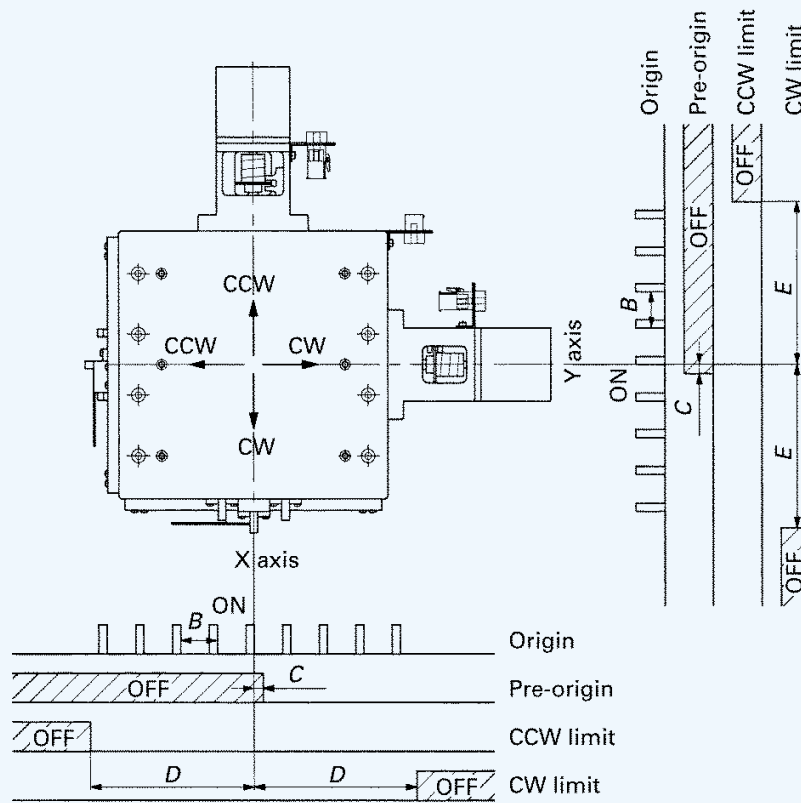 Origin
Pre-origin
CCW limit
CW limit
OFF
OFF
CCW
CCW
CW
CW
B
E
Y axis
ON
C
E
OFF
X axis
ON
B
Origin
OFF
C
Pre-origin
OFF
CCW limit
D
D
OFF
CW limit